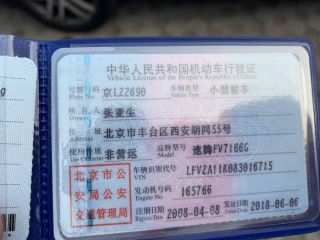 中华人民共和国机动车行驶证
Vehicle License of the People's Republic of China
号牌号码 京LZZ690 车辆类型 小型轿车
Plate No. Vehicle Type
所有人 张亚生
Owner
住址 北京市丰台区西安胡同55号
Address
使用性质 非营运 品牌型号 速腾FV7166G
Use Character Model
北京市公 车辆识别代号 LFV2A11K083016715
VIN
安局公安 发动机号码 165766
Engine No.
交通管理局 注册日期 2008-04-08 发证日期 2018-06-06
Register Date Issue Date